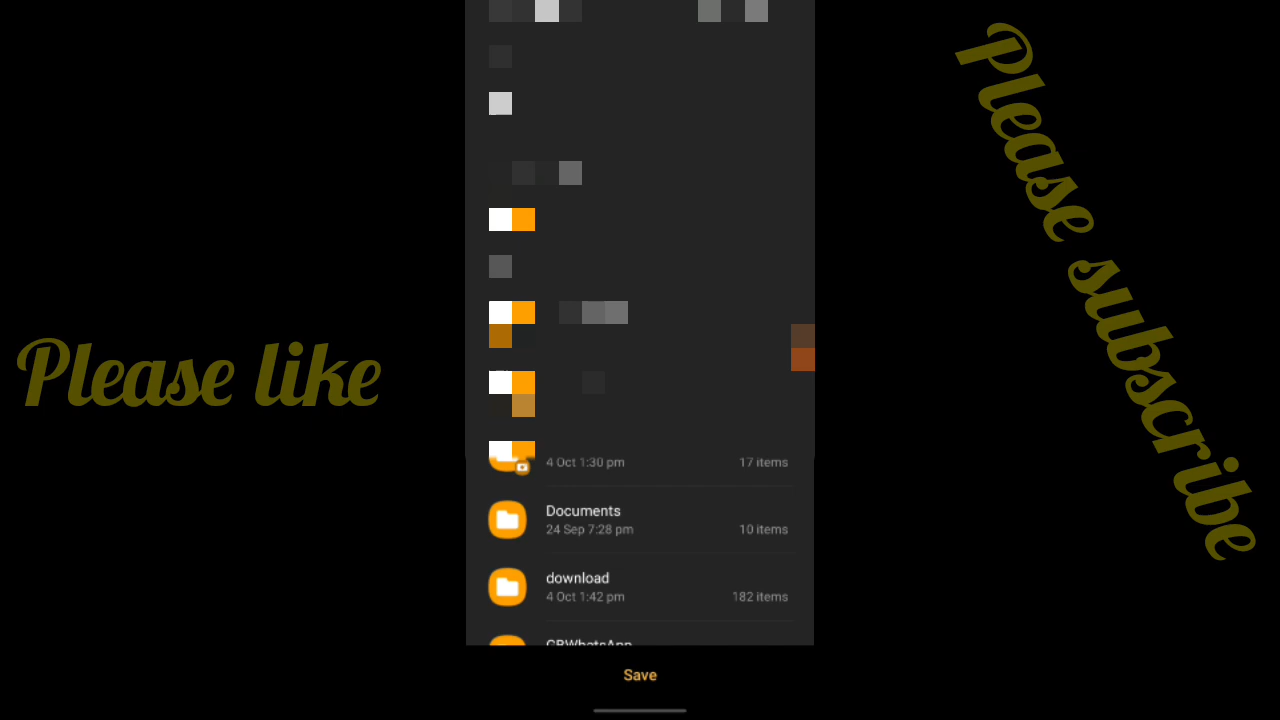 Please like
Please subscribe
4 Oct 1:30 pm
17 items
Documents
24 Sep 7:28 pm
10 items
download
4 Oct 1:42 pm
182 items
GBWhatsApp
Save